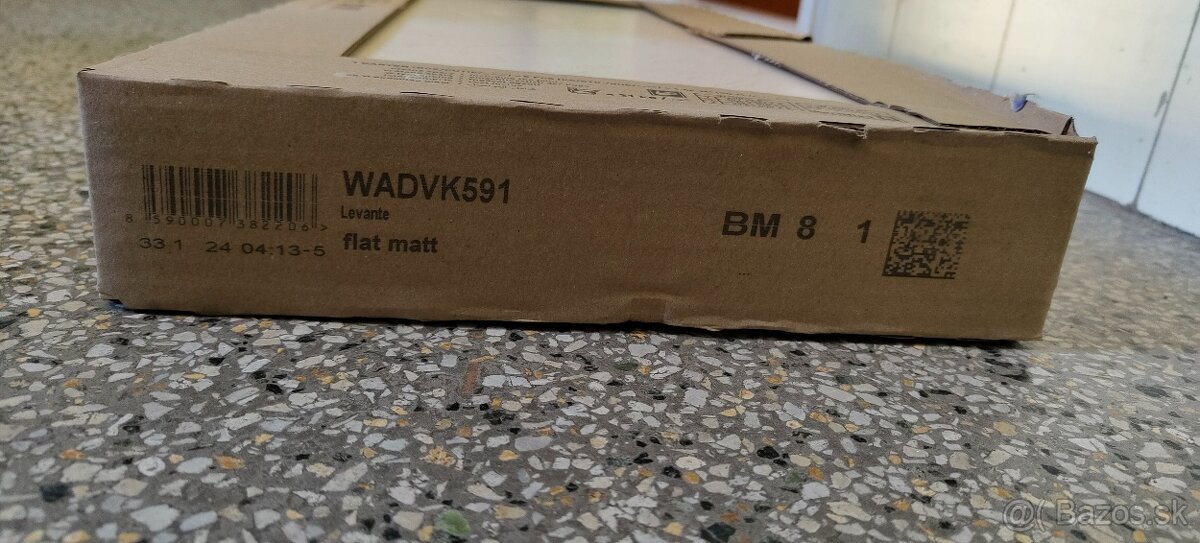 WADVK591
Levante
flat matt
8 590007 382206 >
33 1 24 04:13-5
BM 8 1
...
@( Bazos.sk